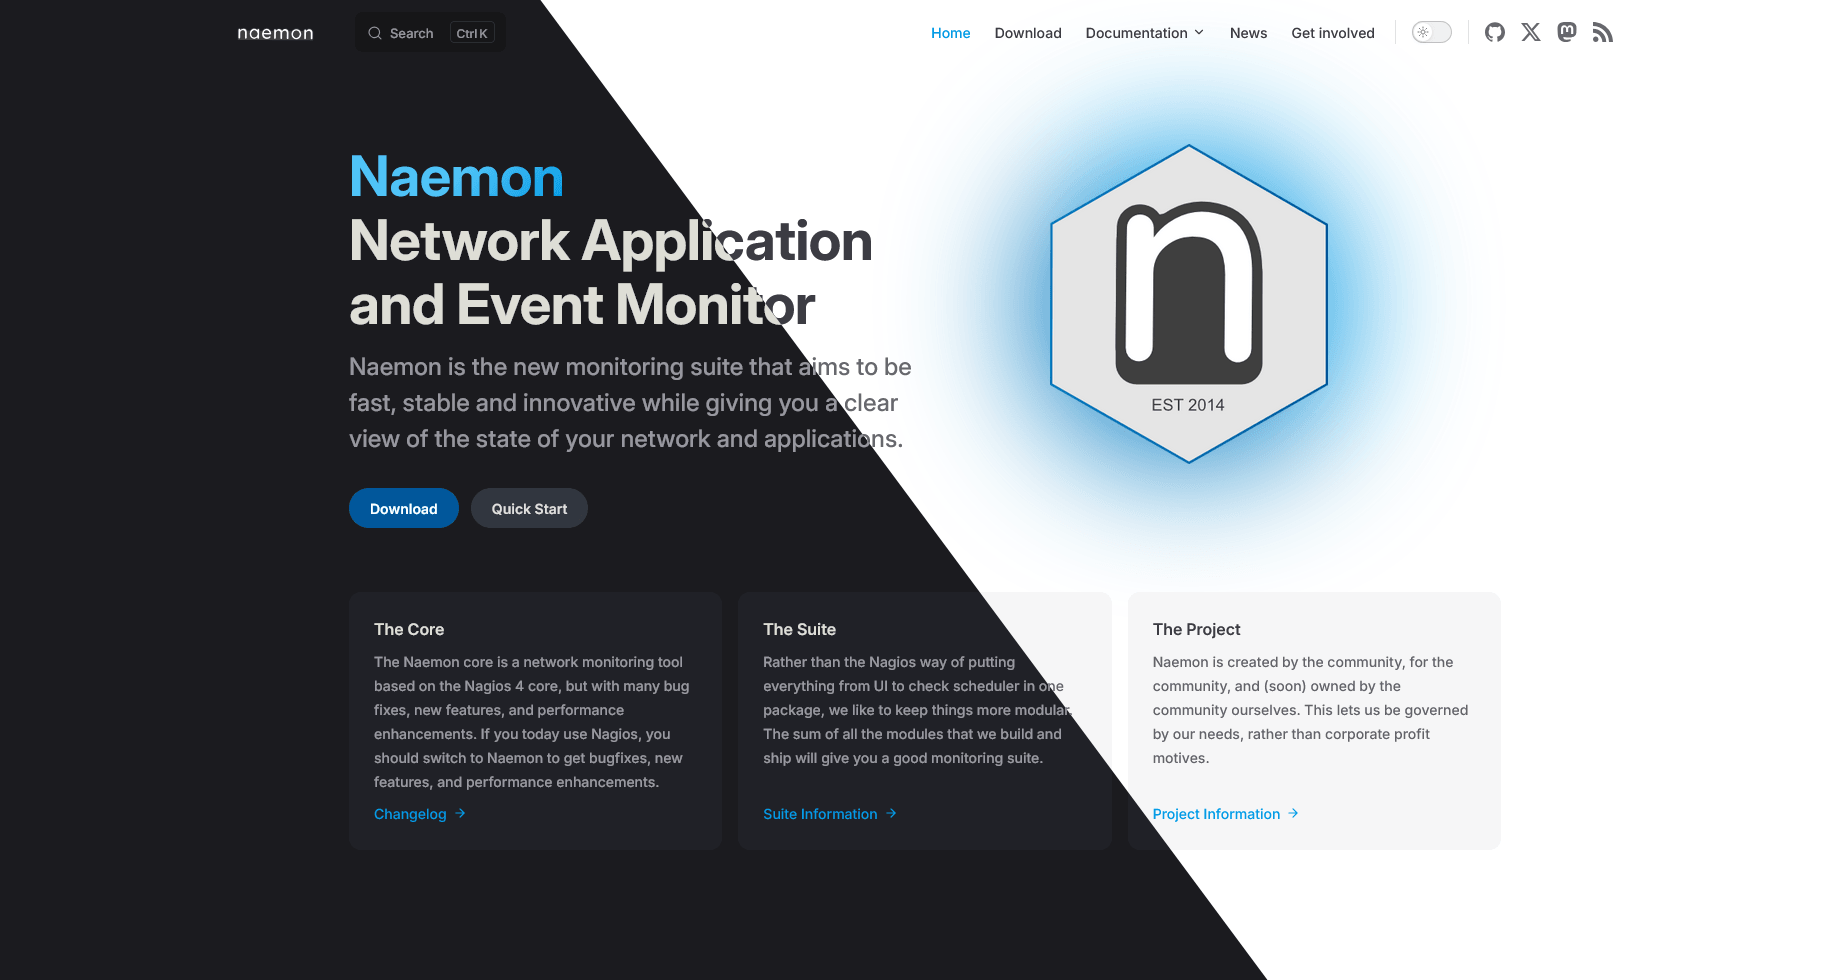 naemon
Search
Ctrl K
Home
Download
Documentation
News
Get involved
Naemon
Network Application
and Event Monitor
Naemon is the new monitoring suite that aims to be
fast, stable and innovative while giving you a clear
view of the state of your network and applications.
Download
Quick Start
n
EST 2014
The Core
The Naemon core is a network monitoring tool
based on the Nagios 4 core, but with many bug
fixes, new features, and performance
enhancements. If you today use Nagios, you
should switch to Naemon to get bugfixes, new
features, and performance enhancements.
Changelog
The Suite
Rather than the Nagios way of putting
everything from UI to check scheduler in one
package, we like to keep things more modular.
The sum of all the modules that we build and
ship will give you a good monitoring suite.
Suite Information
The Project
Naemon is created by the community, for the
community, and (soon) owned by the
community ourselves. This lets us be governed
by our needs, rather than corporate profit
motives.
Project Information